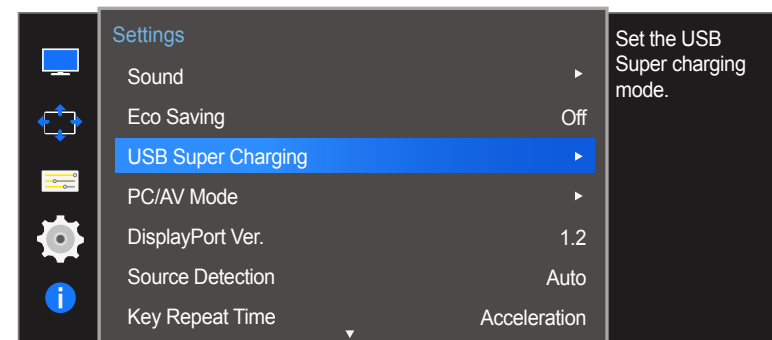 Settings
Sound
Eco Saving Off
USB Super Charging
PC/AV Mode
DisplayPort Ver. 1.2
Source Detection Auto
Key Repeat Time Acceleration
Set the USB
Super charging
mode.